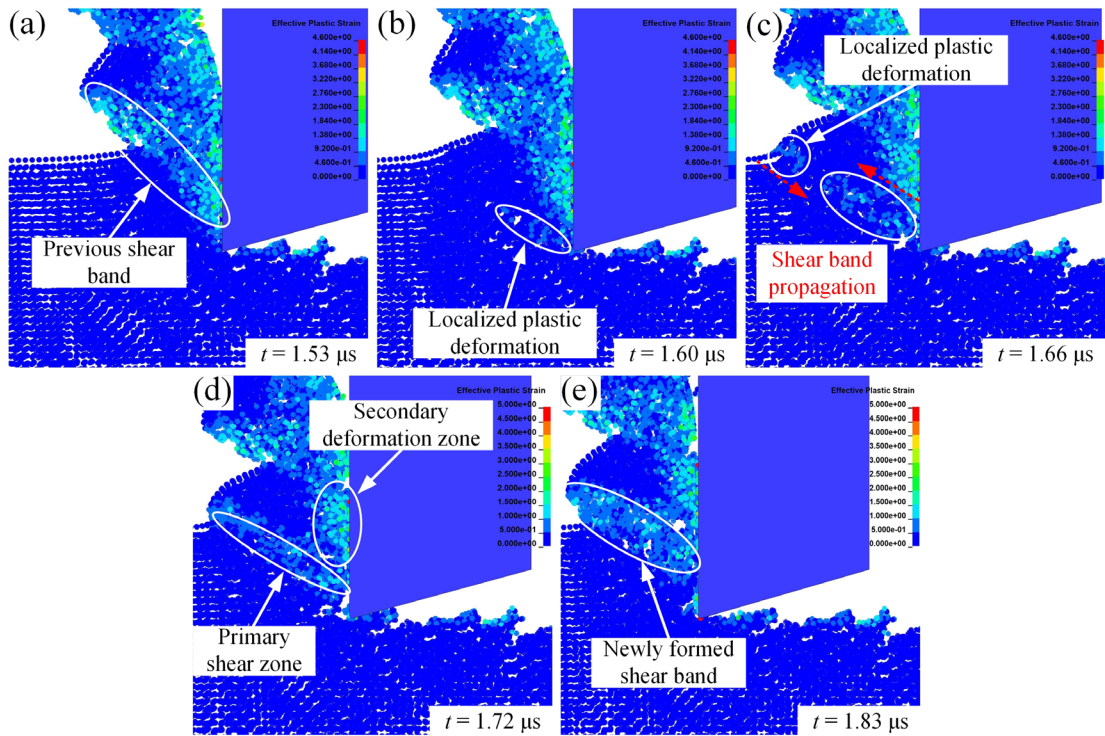 (a)
Effective Plastic Strain
4.600e+00
4.140e+00
3.680e+00
3.220e+00
2.760e+00
2.300e+00
1.840e+00
1.380e+00
9.200e-01
4.600e-01
0.000e+00
Previous shear
band
t = 1.53 μs
(b)
Effective Plastic Strain
4.600e+00
4.140e+00
3.680e+00
3.220e+00
2.760e+00
2.300e+00
1.840e+00
1.380e+00
9.200e-01
4.600e-01
0.000e+00
Localized plastic
deformation
t = 1.60 μs
(c)
Effective Plastic Strain
4.600e+00
4.140e+00
3.680e+00
3.220e+00
2.760e+00
2.300e+00
1.840e+00
1.380e+00
9.200e-01
4.600e-01
0.000e+00
Localized plastic
deformation
Shear band
propagation
t = 1.66 μs
(d)
Effective Plastic Strain
5.000e+00
4.500e+00
4.000e+00
3.500e+00
3.000e+00
2.500e+00
2.000e+00
1.500e+00
1.000e+00
5.000e-01
0.000e+00
Secondary
deformation zone
Primary
shear zone
t = 1.72 μs
(e)
Effective Plastic Strain
5.000e+00
4.500e+00
4.000e+00
3.500e+00
3.000e+00
2.500e+00
2.000e+00
1.500e+00
1.000e+00
5.000e-01
0.000e+00
Newly formed
shear band
t = 1.83 μs